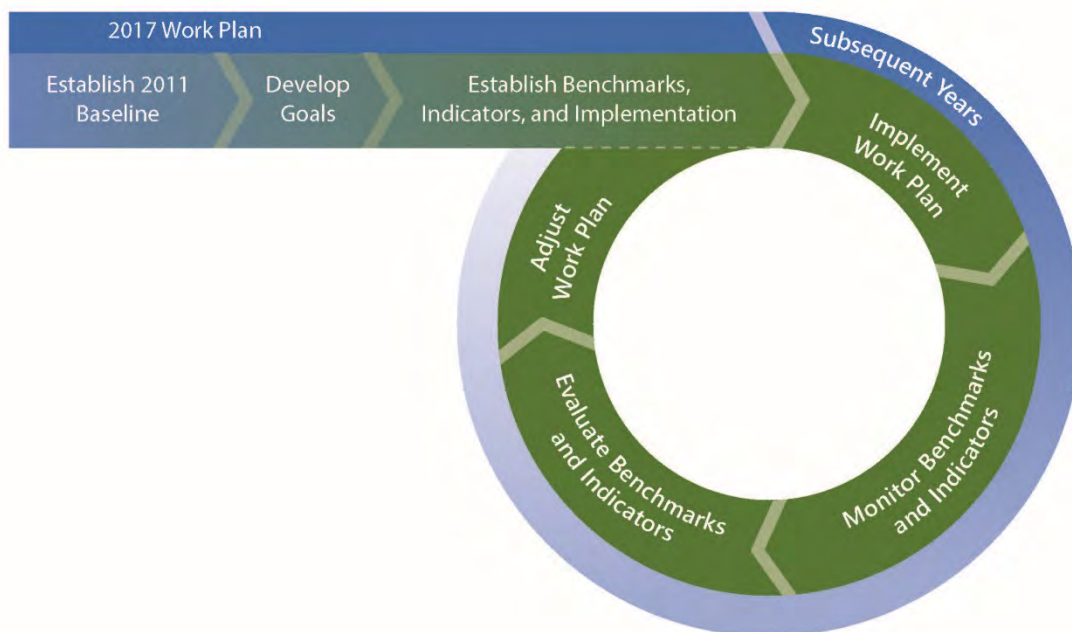 2017 Work Plan
Establish 2011
Baseline
Develop
Goals
Establish Benchmarks,
Indicators, and Implementation
Subsequent Years
Implement
Work Plan
Monitor Benchmarks
and Indicators
Evaluate Benchmarks
and Indicators
Adjust
Work Plan